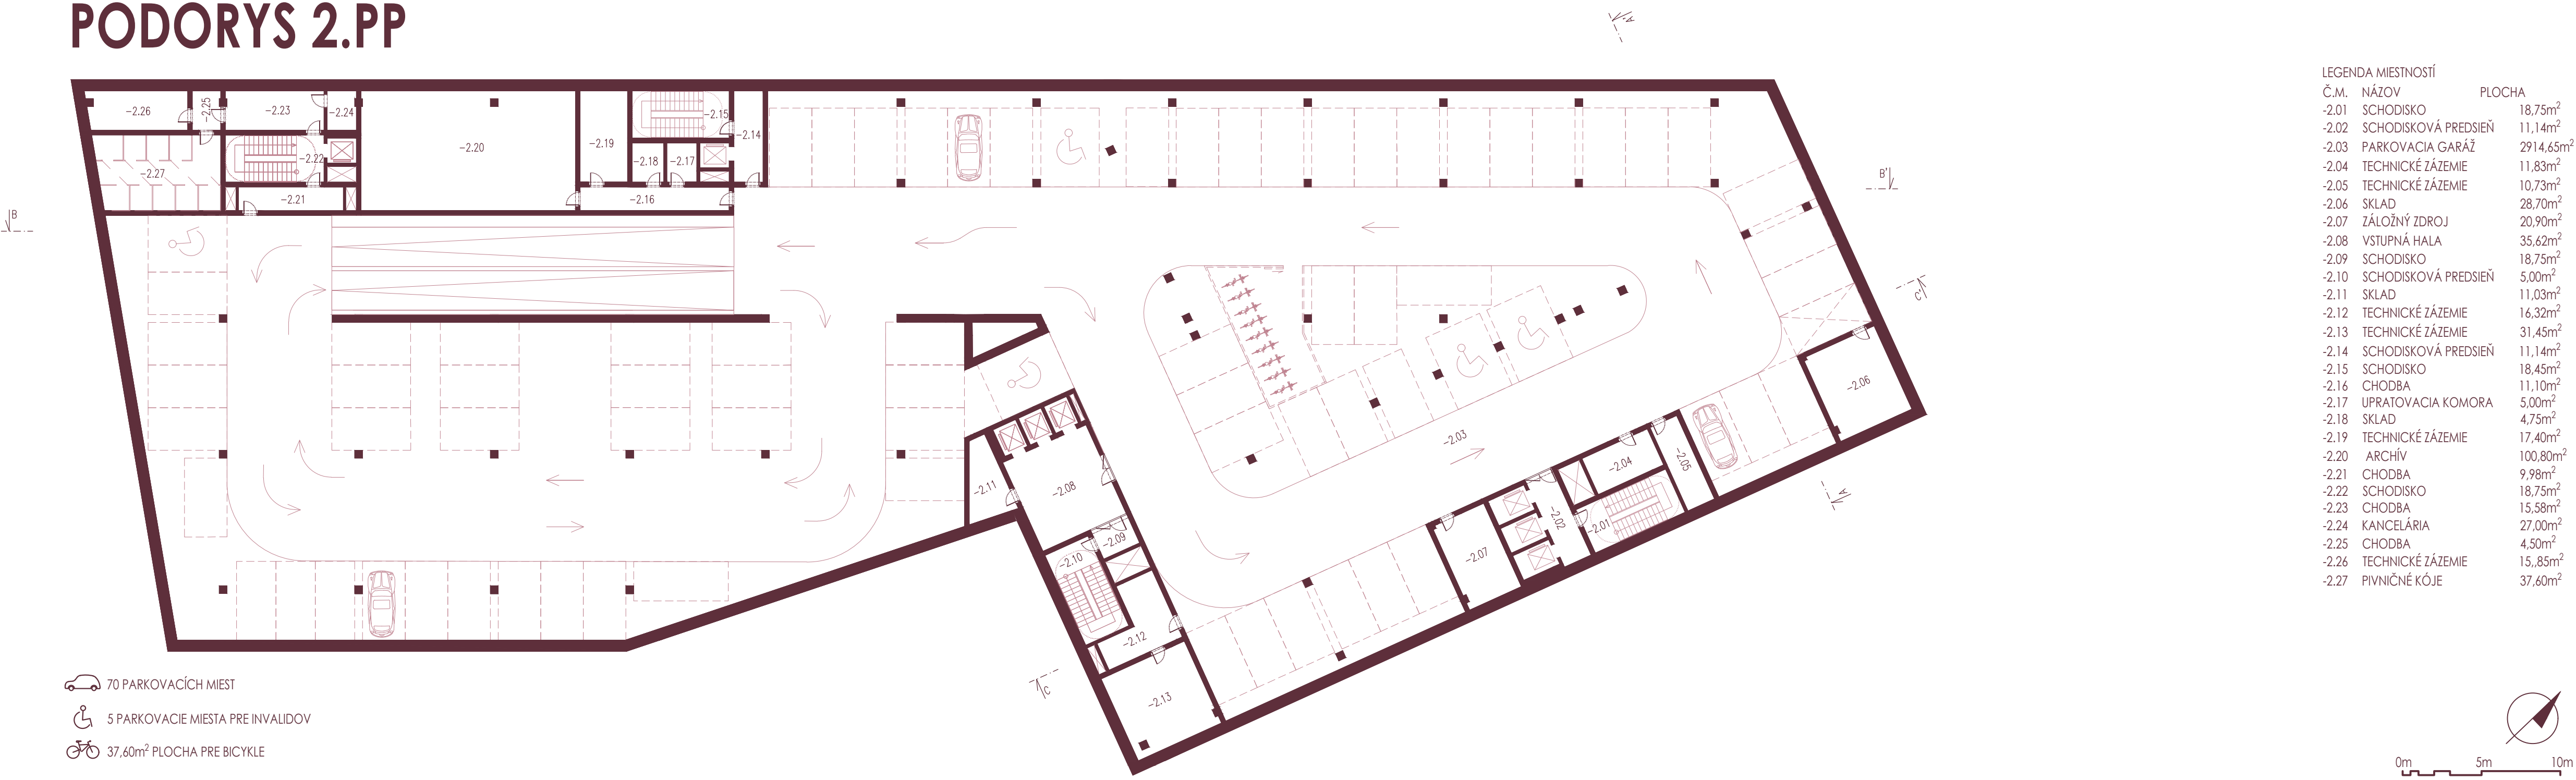 PODORYS 2.PP
A'
LEGENDA MIESTNOSTÍ
Č.M. NÁZOV PLOCHA
-2.01 SCHODISKO 18,75m²
-2.02 SCHODISKOVÁ PREDSIEŇ 11,14m²
-2.03 PARKOVACIA GARÁŽ 2914,65m²
-2.04 TECHNICKÉ ZÁZEMIE 11,83m²
-2.05 TECHNICKÉ ZÁZEMIE 10,73m²
-2.06 SKLAD 28,70m²
-2.07 ZÁLOŽNÝ ZDROJ 20,90m²
-2.08 VSTUPNÁ HALA 35,62m²
-2.09 SCHODISKO 18,75m²
-2.10 SCHODISKOVÁ PREDSIEŇ 5,00m²
-2.11 SKLAD 11,03m²
-2.12 TECHNICKÉ ZÁZEMIE 16,32m²
-2.13 TECHNICKÉ ZÁZEMIE 31,45m²
-2.14 SCHODISKOVÁ PREDSIEŇ 11,14m²
-2.15 SCHODISKO 18,45m²
-2.16 CHODBA 11,10m²
-2.17 UPRATOVACIA KOMORA 5,00m²
-2.18 SKLAD 4,75m²
-2.19 TECHNICKÉ ZÁZEMIE 17,40m²
-2.20 ARCHÍV 100,80m²
-2.21 CHODBA 9,98m²
-2.22 SCHODISKO 18,75m²
-2.23 CHODBA 15,58m²
-2.24 KANCELÁRIA 27,00m²
-2.25 CHODBA 4,50m²
-2.26 TECHNICKÉ ZÁZEMIE 15,,85m²
-2.27 PIVNIČNÉ KÓJE 37,60m²
-2.26
-2.25
-2.23
-2.24
-2.20
-2.19
-2.15
-2.14
-2.18
-2.17
-2.22
-2.27
-2.21
-2.16
B
B'
C'
-2.06
-2.03
-2.04
-2.05
-2.11
-2.08
-2.02
-2.01
A
-2.09
-2.10
-2.07
-2.12
-2.13
C
70 PARKOVACÍCH MIEST
5 PARKOVACIE MIESTA PRE INVALIDOV
37,60m² PLOCHA PRE BICYKLE
0m 5m 10m